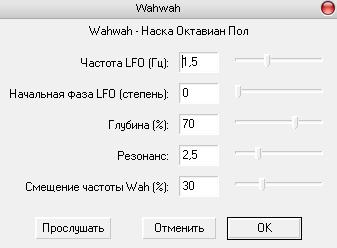 Wahwah
Wahwah - Наска Октавиан Пол
Частота LFO (Гц): 1,5
Начальная фаза LFO (степень): 0
Глубина (%): 70
Резонанс: 2,5
Смещение частоты Wah (%): 30
Прослушать Отменить OK